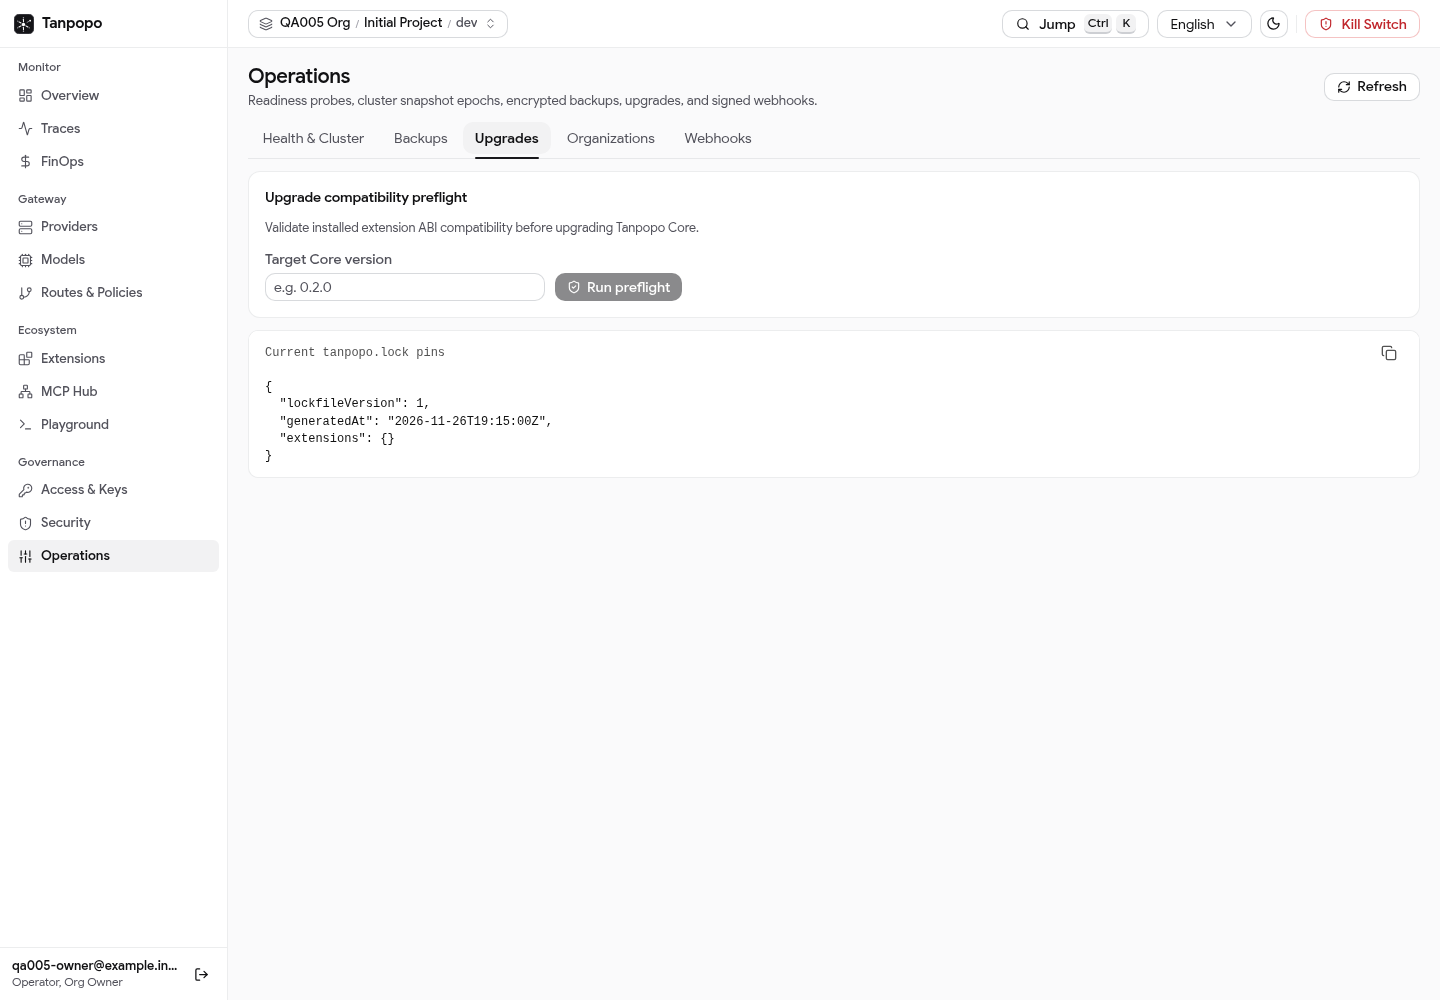 Tanpopo
QA005 Org / Initial Project / dev
Jump Ctrl K
English
Kill Switch
Monitor
Overview
Traces
FinOps
Gateway
Providers
Models
Routes & Policies
Ecosystem
Extensions
MCP Hub
Playground
Governance
Access & Keys
Security
Operations
qa005-owner@example.in...
Operator, Org Owner
Operations
Readiness probes, cluster snapshot epochs, encrypted backups, upgrades, and signed webhooks.
Refresh
Health & Cluster Backups Upgrades Organizations Webhooks
Upgrade compatibility preflight
Validate installed extension ABI compatibility before upgrading Tanpopo Core.
Target Core version
e.g. 0.2.0 Run preflight
Current tanpopo.lock pins
{
  "lockfileVersion": 1,
  "generatedAt": "2026-11-26T19:15:00Z",
  "extensions": {}
}